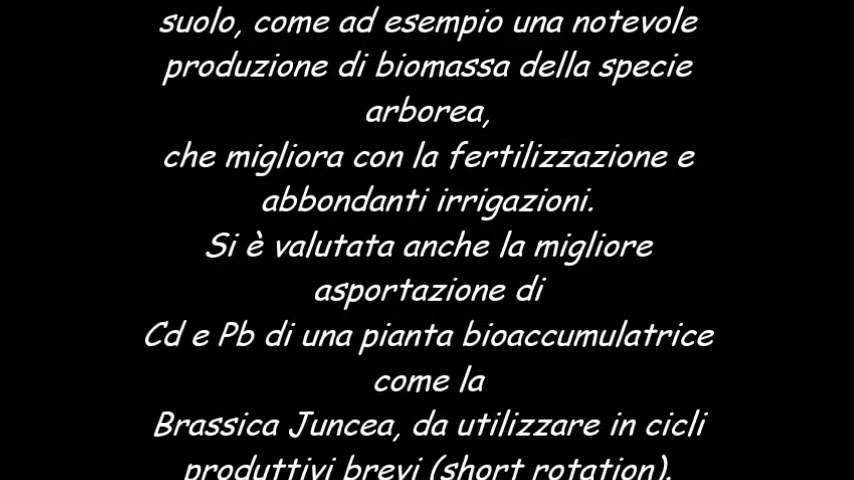 suolo, come ad esempio una notevole
produzione di biomassa della specie
arborea,
che migliora con la fertilizzazione e
abbondanti irrigazioni.
Si è valutata anche la migliore
asportazione di
Cd e Pb di una pianta bioaccumulatrice
come la
Brassica Juncea, da utilizzare in cicli
produttivi brevi (short rotation).